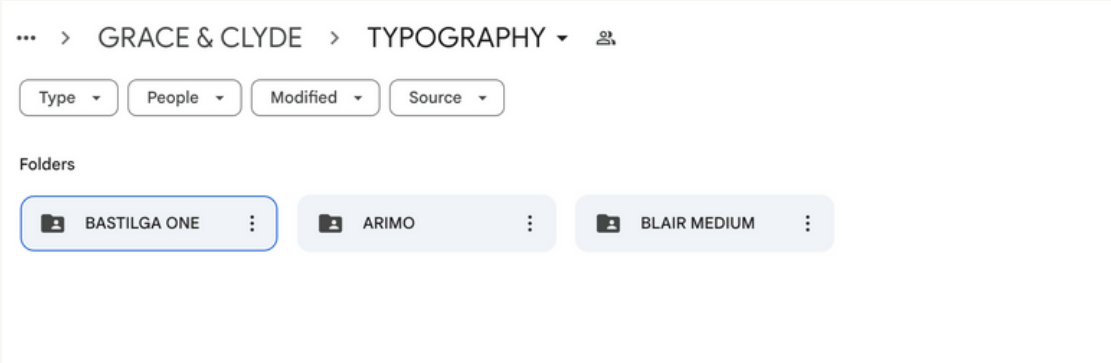 ... > GRACE & CLYDE > TYPOGRAPHY
Type People Modified Source
Folders
BASTILGA ONE ARIMO BLAIR MEDIUM